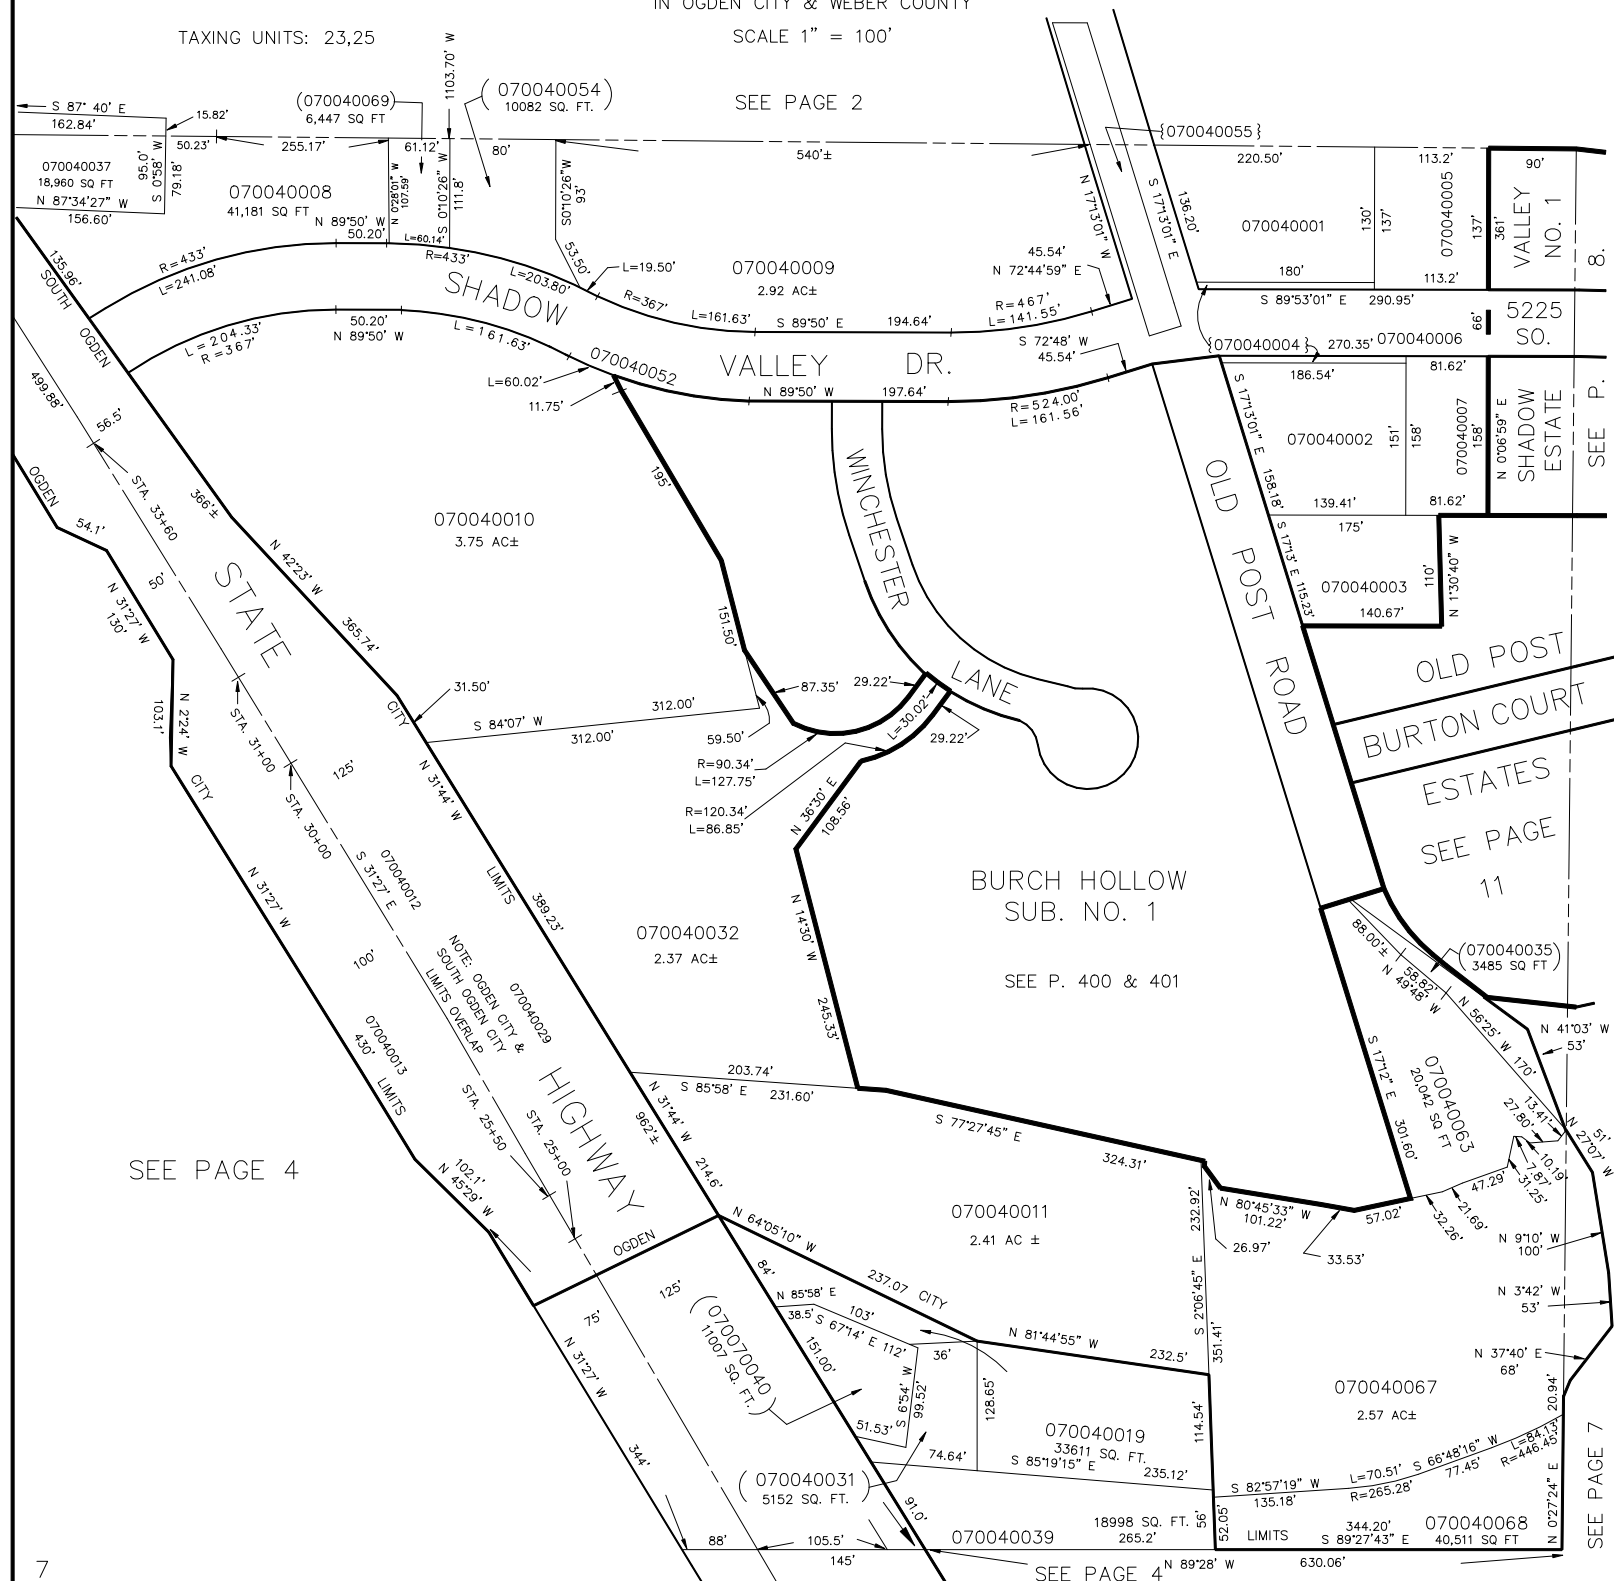 IN OGDEN CITY & WEBER COUNTY
TAXING UNITS: 23,25
SCALE 1" = 100'
SEE PAGE 2
S 87° 40' E
162.84'
15.82'
50.23'
255.17'
(070040069)
6,447 SQ FT
61.12'
1103.70' W
(070040054)
10082 SQ. FT.
80'
540'±
{070040055}
220.50'
113.2'
90'
070040037
18,960 SQ FT
N 87°34'27" W
156.60'
95.0'
S 0°58' W
79.18'
070040008
41,181 SQ FT
N 89°50' W
50.20'
N 0°28'01" W
107.59'
L=60.14'
S 0°10'26" W
111.8'
S0°10'26"W
93'
53.50'
R=433'
L=241.08'
R=433'
L=203.80'
L=19.50'
R=367'
L=161.63'
070040009
2.92 AC±
S 89°50' E
194.64'
45.54'
N 72°44'59" E
R=467'
L=141.55'
N 17°13'01" W
S 17°13'01" E
136.20'
070040001
130'
137'
180'
070040005
137'
113.2'
361'
VALLEY
NO. 1
8.
S 89°53'01" E 290.95'
66'
5225
SO.
{070040004}
270.35'
070040006
186.54'
81.62'
SHADOW
VALLEY DR.
50.20'
N 89°50' W
L=204.33'
R=367'
L=161.63'
070040052
L=60.02'
11.75'
N 89°50' W
197.64'
S 72°48' W
45.54'
R=524.00'
L=161.56'
S 17°13'01" E
158.18'
070040002
151'
158'
139.41'
070040007
158'
81.62'
N 0°06'59" E
SHADOW
ESTATE
SEE P.
175'
S 17°13' E
115.23'
070040003
110'
140.67'
N 1°30'40" W
135.96'
SOUTH
OGDEN
499.88'
56.5'
STA. 33+60
OGDEN
54.1'
50'
N 31°27' W
130'
366'±
N 42°23' W
365.74'
070040010
3.75 AC±
195'
151.50'
WINCHESTER
LANE
OLD POST ROAD
OLD POST
BURTON COURT
ESTATES
SEE PAGE
11
STATE
103.1'
N 2°24' W
STA. 31+00
STA. 30+00
125'
CITY
CITY
31.50'
S 84°07' W
312.00'
312.00'
59.50'
87.35'
29.22'
L=30.02'
29.22'
R=90.34'
L=127.75'
R=120.34'
L=86.85'
N 36°30' E
108.56'
N 31°44' W
LIMITS
389.23'
N 31°27' W
070040012
S 31°27' E
100'
NOTE: OGDEN CITY &
SOUTH OGDEN CITY
LIMITS OVERLAP
070040029
070040013
430'
LIMITS
070040032
2.37 AC±
N 14°30' W
245.33'
BURCH HOLLOW
SUB. NO. 1
SEE P. 400 & 401
88.00'±
58.82'
N 49°48' W
(070040035)
3485 SQ FT
N 56°25' W
170'
N 41°03' W
53'
070040063
20,042 SQ FT
S 17°12' E
301.60'
13.41'
27.80'
10.19'
7.87'
31.25'
47.29'
21.69'
32.26'
51'
N 27°07' W
HIGHWAY
STA. 25+50
STA. 25+00
SEE PAGE 4
102.1'
N 45°29' W
203.74'
S 85°58' E
231.60'
N 31°44' W
962'±
214.6'
S 77°27'45" E
324.31'
232.92'
N 80°45'33" W
101.22'
26.97'
33.53'
57.02'
070040011
2.41 AC ±
S 2°06'45" E
351.41'
N 9°10' W
100'
N 3°42' W
53'
N 37°40' E
68'
OGDEN
N 64°05'10" W
237.07 CITY
N 81°44'55" W
232.5'
84'
N 85°58' E
38.5'
103'
S 67°14' E 112'
36'
75'
125'
N 31°27' W
(070070040)
11007 SQ. FT.
151.00'
S 6°54' W
99.52'
51.53'
128.65'
74.64'
070040019
33611 SQ. FT.
S 85°19'15" E
235.12'
114.54'
070040067
2.57 AC±
20.94'
L=84.13'
R=446.45'
S 66°48'16" W
77.45'
L=70.51'
R=265.28'
S 82°57'19" W
135.18'
(070040031)
5152 SQ. FT.
344'
91.0'
88'
105.5'
145'
070040039
18998 SQ. FT.
265.2'
56'
52.05'
LIMITS
344.20'
S 89°27'43" E
070040068
40,511 SQ FT
N 0°27'24" E
SEE PAGE 7
SEE PAGE 4
N 89°28' W
630.06'
7